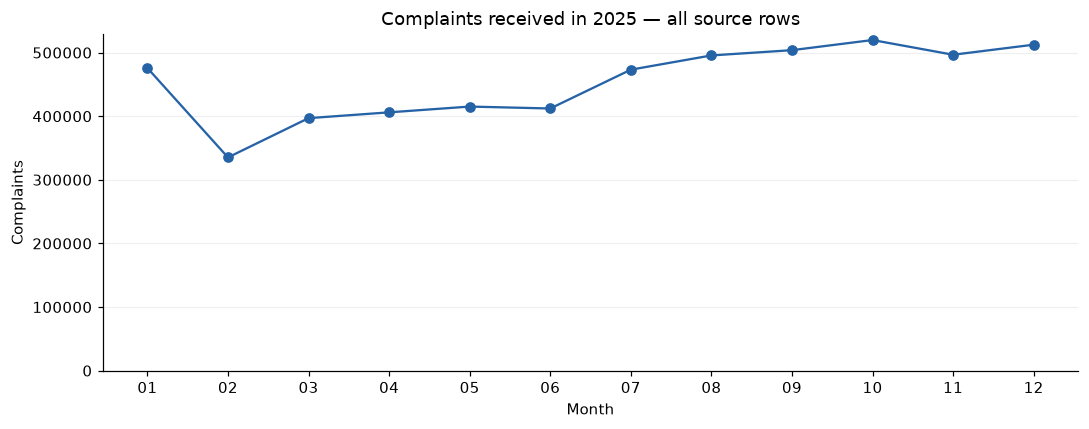 Complaints received in 2025 — all source rows
Complaints
500000
400000
300000
200000
100000
0
01 02 03 04 05 06 07 08 09 10 11 12
Month